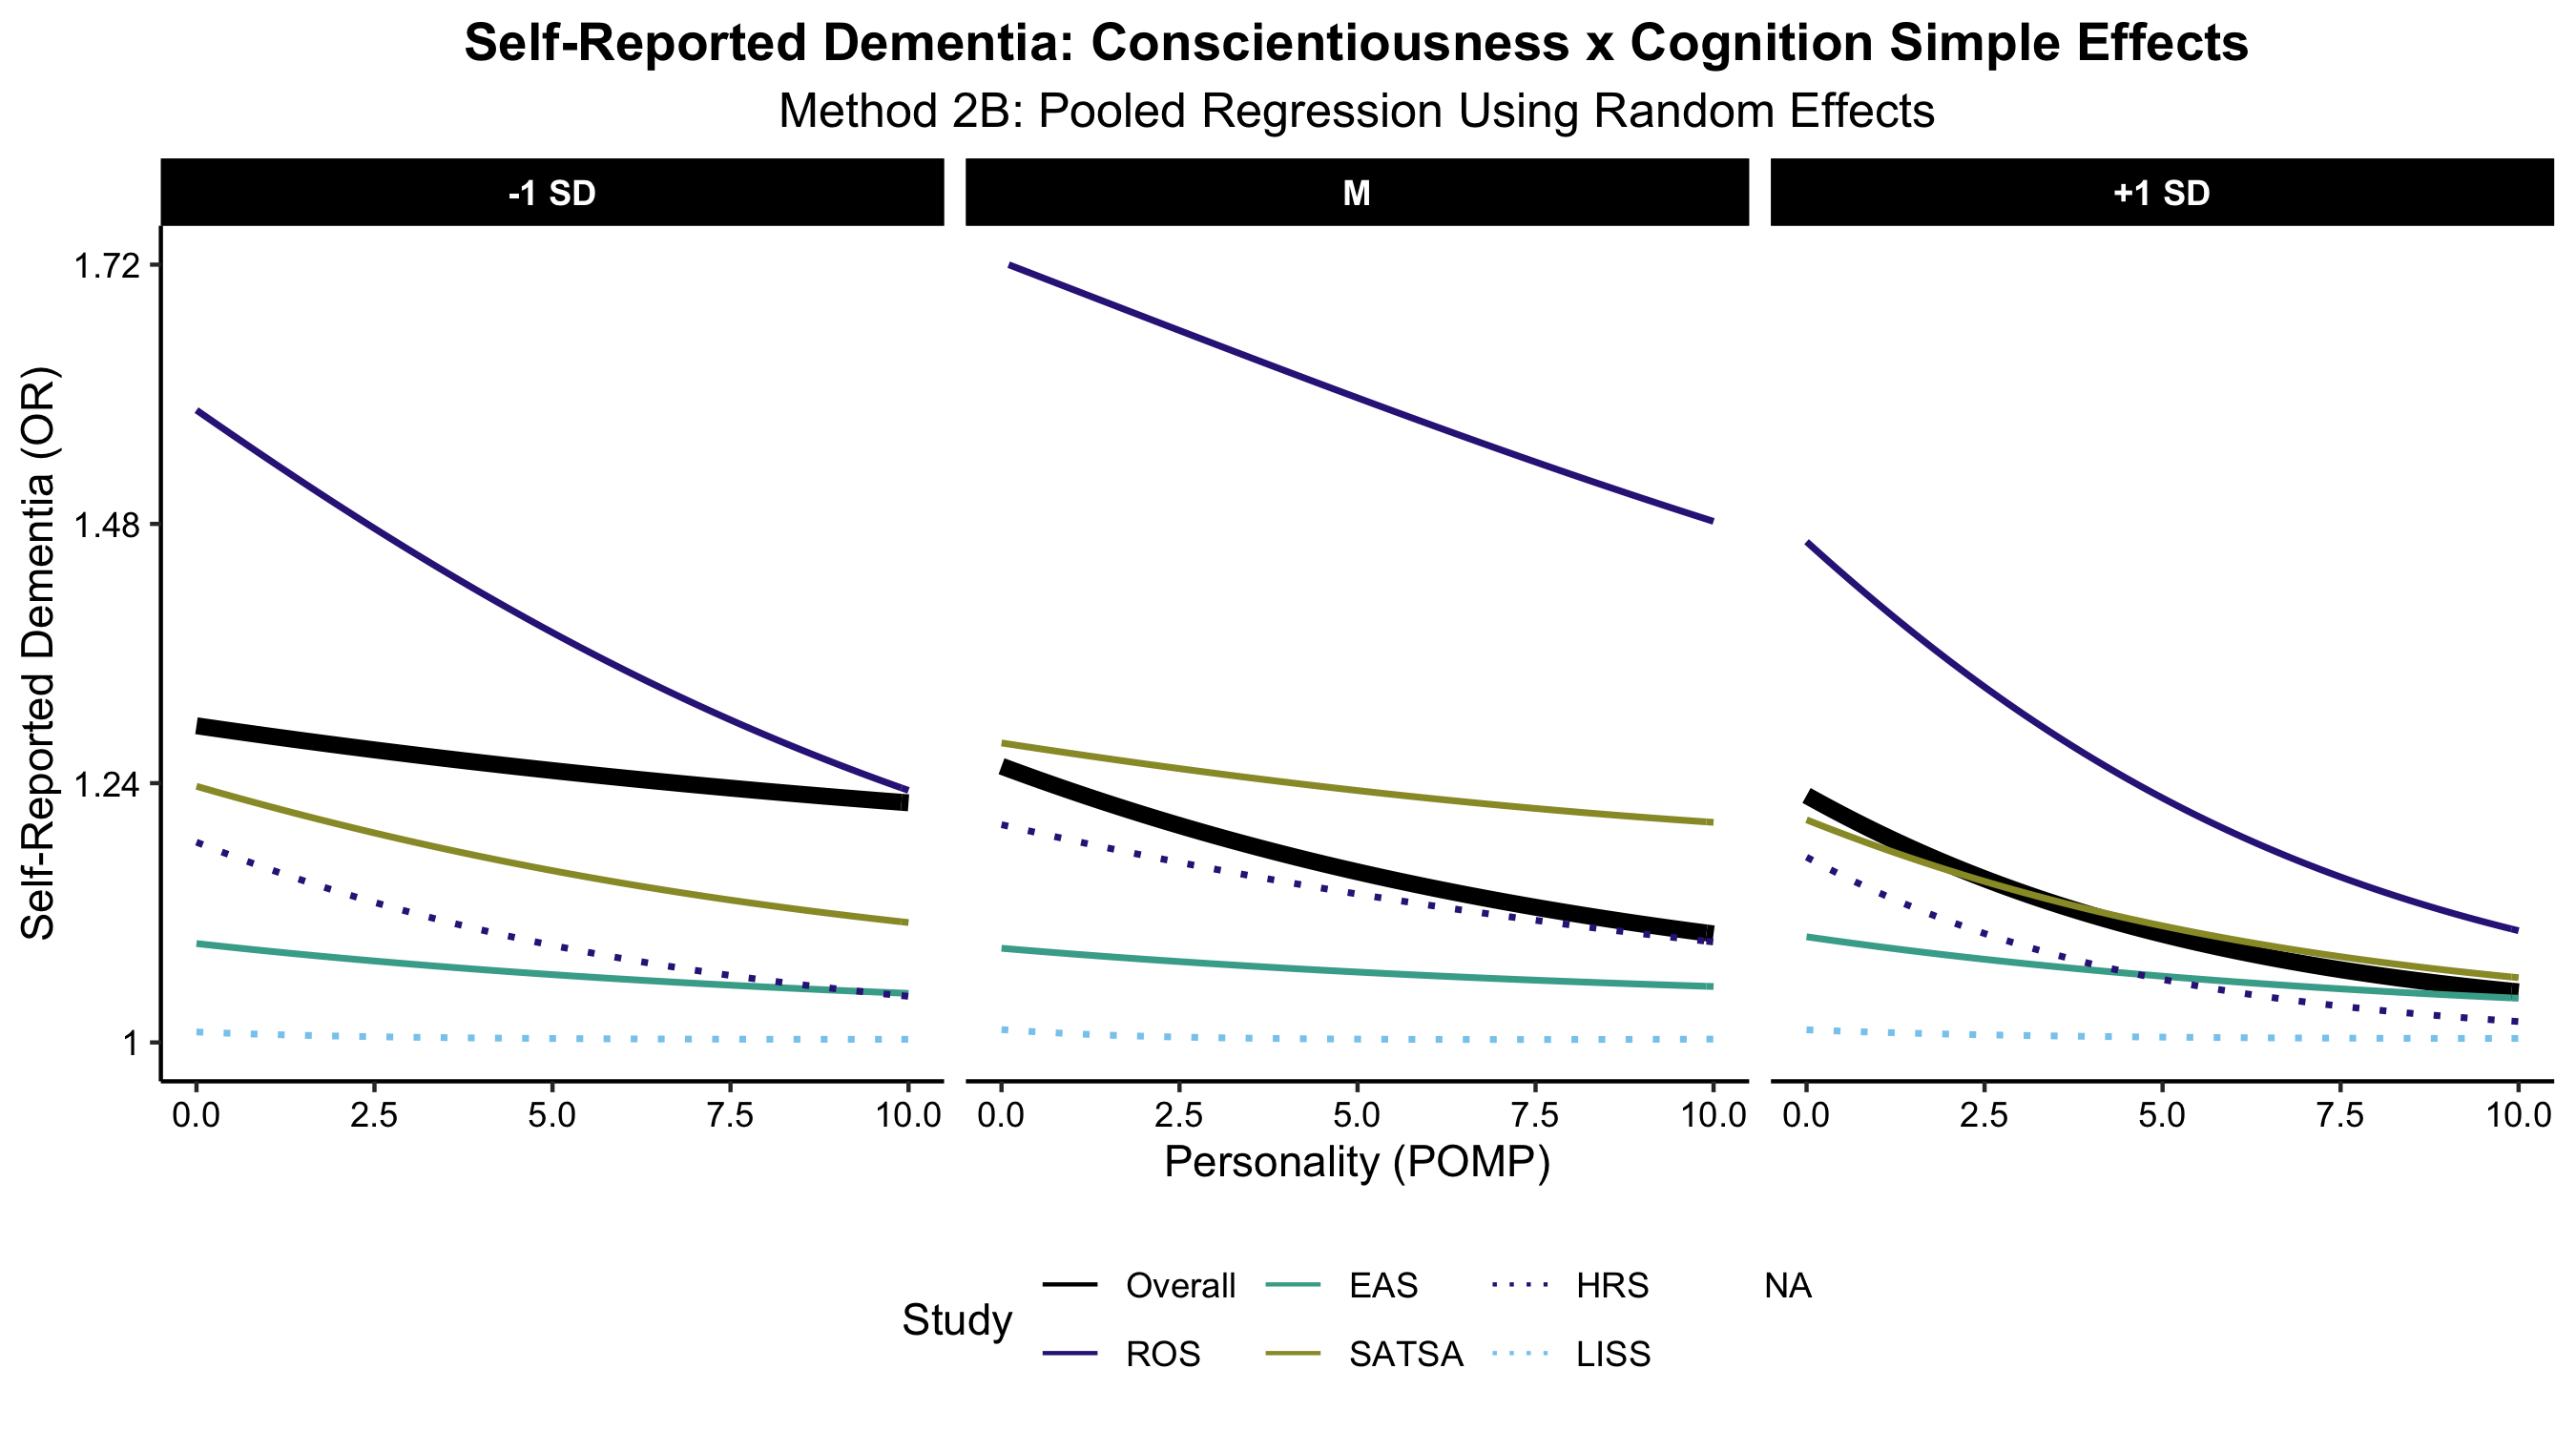 Self-Reported Dementia: Conscientiousness x Cognition Simple Effects
Method 2B: Pooled Regression Using Random Effects
-1 SD
M
+1 SD
Self-Reported Dementia (OR)
1.72
1.48
1.24
1
0.0 2.5 5.0 7.5 10.0
0.0 2.5 5.0 7.5 10.0
0.0 2.5 5.0 7.5 10.0
Personality (POMP)
Study
Overall EAS HRS NA
ROS SATSA LISS